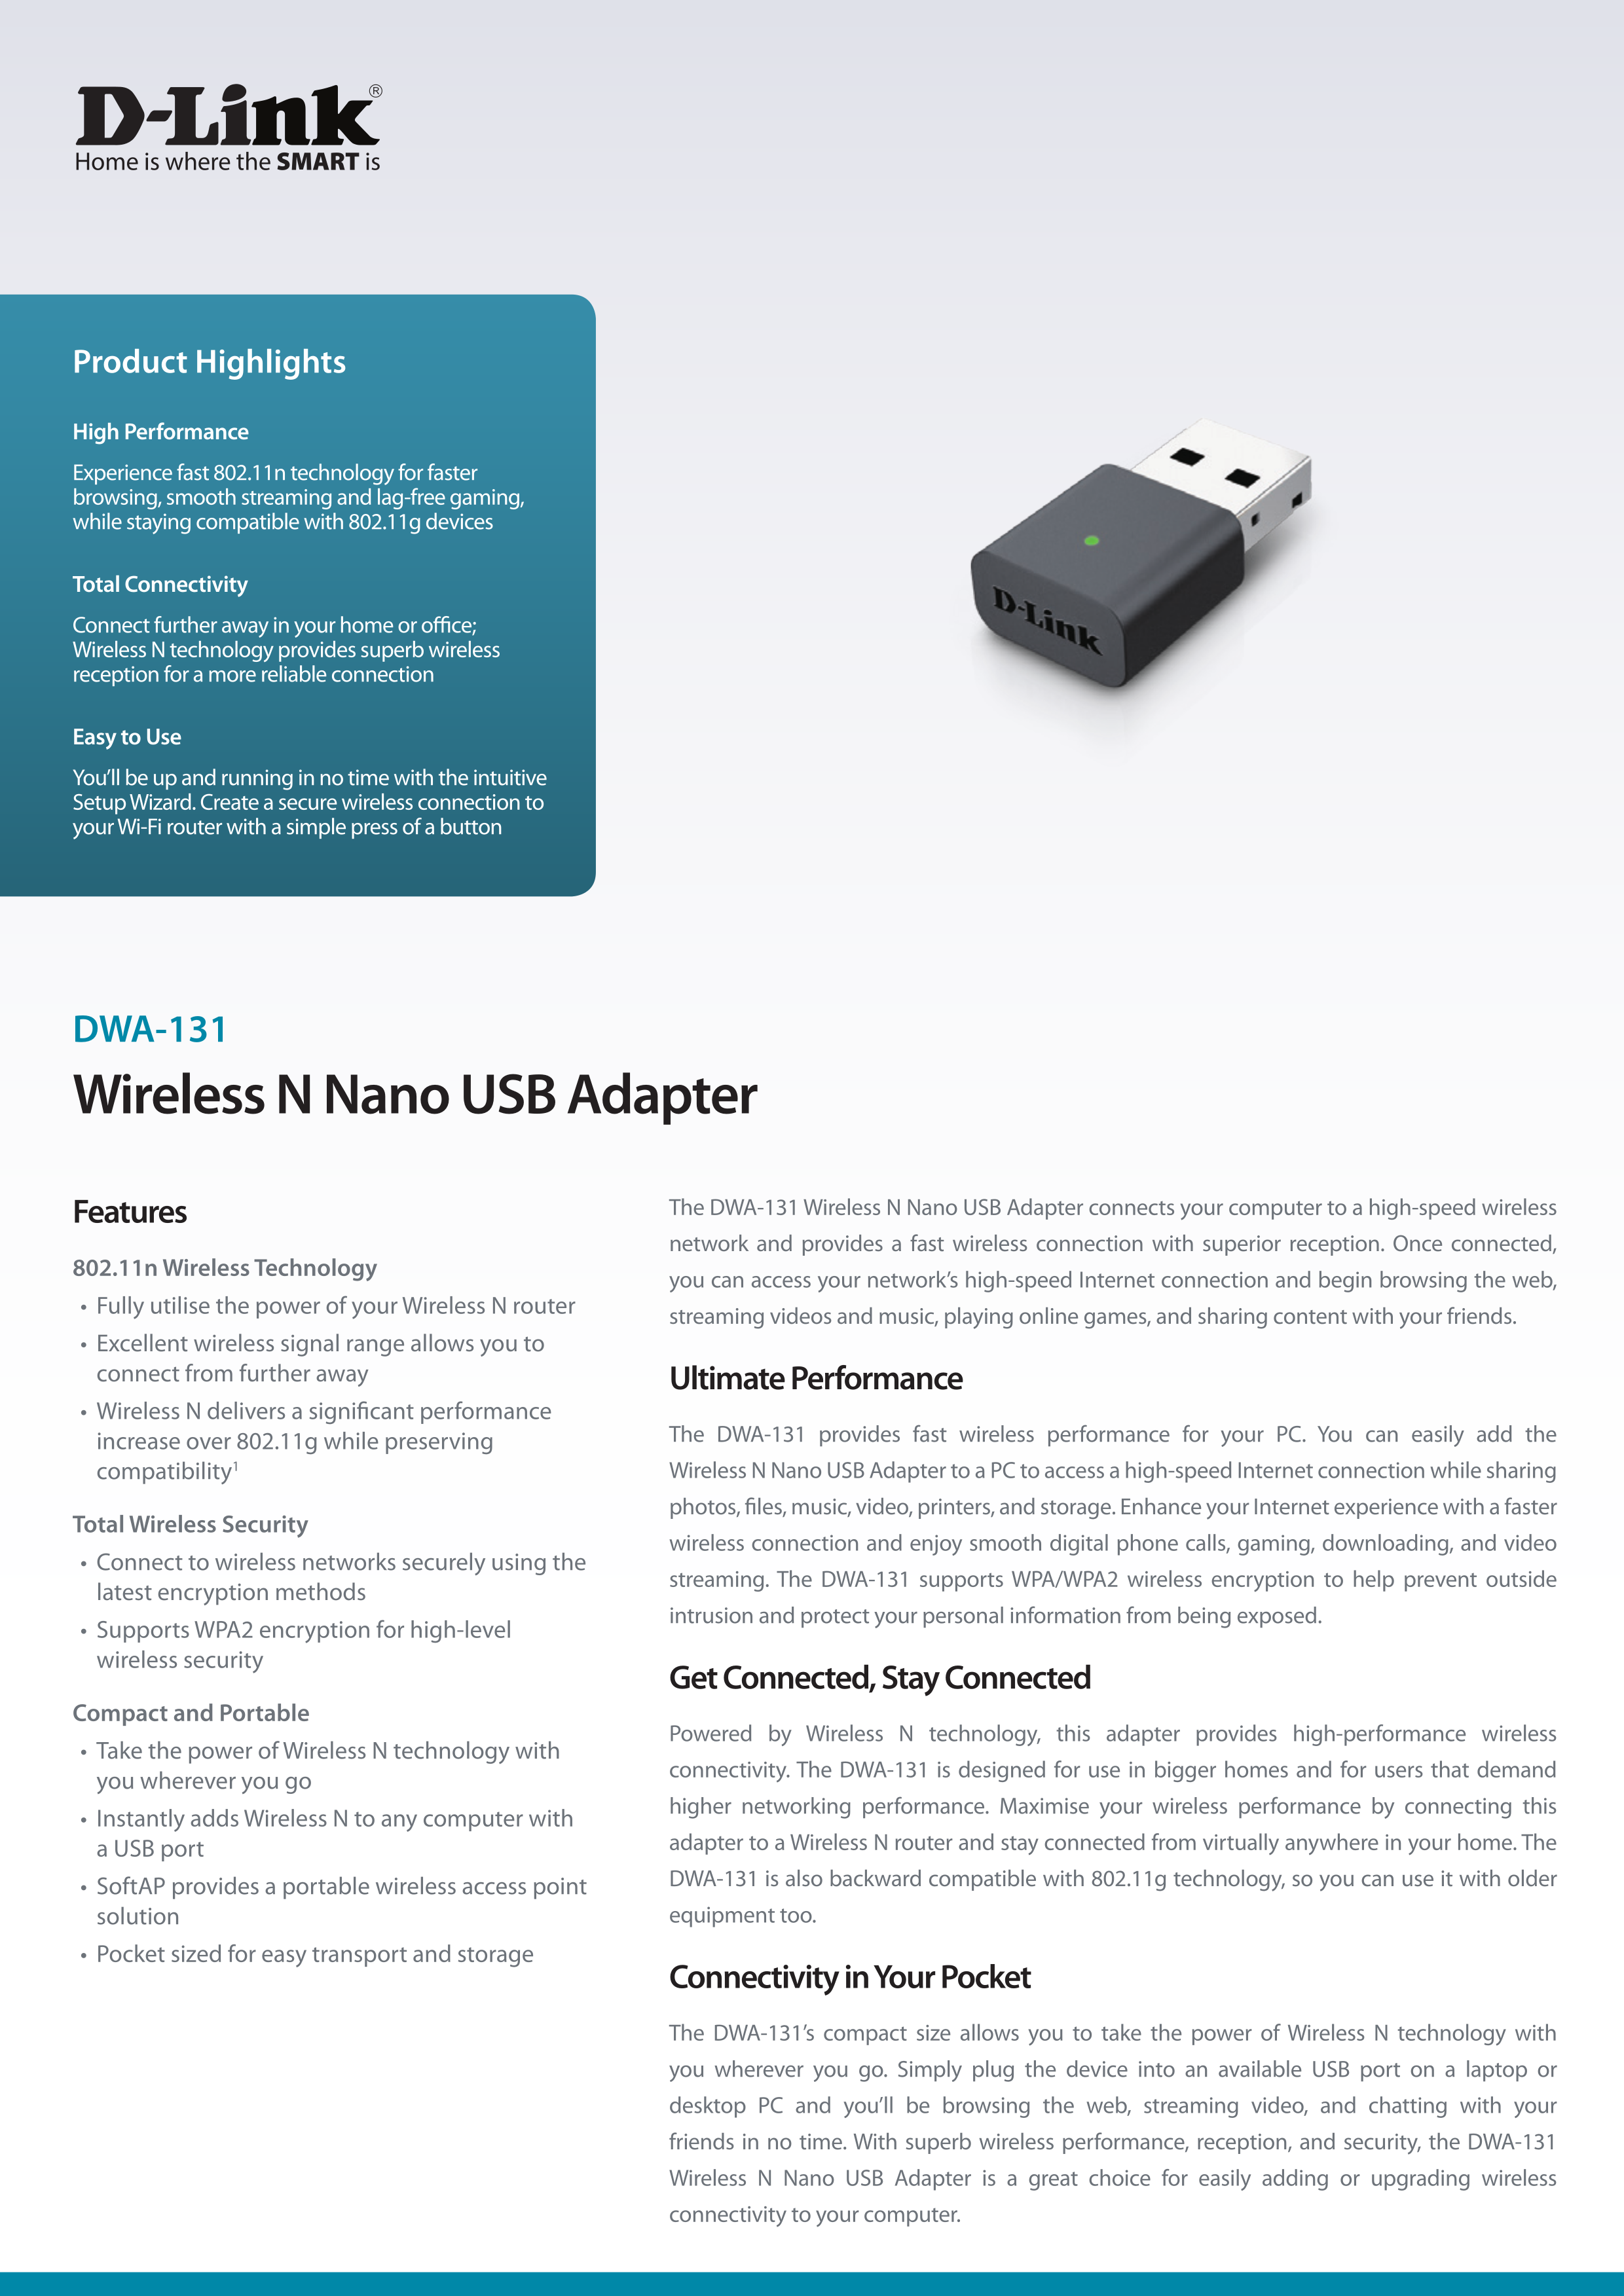 D-Link®
Home is where the SMART is
Product Highlights
High Performance
Experience fast 802.11n technology for faster
browsing, smooth streaming and lag-free gaming,
while staying compatible with 802.11g devices
Total Connectivity
Connect further away in your home or office;
Wireless N technology provides superb wireless
reception for a more reliable connection
Easy to Use
You'll be up and running in no time with the intuitive
Setup Wizard. Create a secure wireless connection to
your Wi-Fi router with a simple press of a button
D-Link
DWA-131
Wireless N Nano USB Adapter
Features
802.11n Wireless Technology
• Fully utilise the power of your Wireless N router
• Excellent wireless signal range allows you to
connect from further away
• Wireless N delivers a significant performance
increase over 802.11g while preserving
compatibility¹
Total Wireless Security
• Connect to wireless networks securely using the
latest encryption methods
• Supports WPA2 encryption for high-level
wireless security
Compact and Portable
• Take the power of Wireless N technology with
you wherever you go
• Instantly adds Wireless N to any computer with
a USB port
• SoftAP provides a portable wireless access point
solution
• Pocket sized for easy transport and storage
The DWA-131 Wireless N Nano USB Adapter connects your computer to a high-speed wireless
network and provides a fast wireless connection with superior reception. Once connected,
you can access your network's high-speed Internet connection and begin browsing the web,
streaming videos and music, playing online games, and sharing content with your friends.
Ultimate Performance
The DWA-131 provides fast wireless performance for your PC. You can easily add the
Wireless N Nano USB Adapter to a PC to access a high-speed Internet connection while sharing
photos, files, music, video, printers, and storage. Enhance your Internet experience with a faster
wireless connection and enjoy smooth digital phone calls, gaming, downloading, and video
streaming. The DWA-131 supports WPA/WPA2 wireless encryption to help prevent outside
intrusion and protect your personal information from being exposed.
Get Connected, Stay Connected
Powered by Wireless N technology, this adapter provides high-performance wireless
connectivity. The DWA-131 is designed for use in bigger homes and for users that demand
higher networking performance. Maximise your wireless performance by connecting this
adapter to a Wireless N router and stay connected from virtually anywhere in your home. The
DWA-131 is also backward compatible with 802.11g technology, so you can use it with older
equipment too.
Connectivity in Your Pocket
The DWA-131's compact size allows you to take the power of Wireless N technology with
you wherever you go. Simply plug the device into an available USB port on a laptop or
desktop PC and you'll be browsing the web, streaming video, and chatting with your
friends in no time. With superb wireless performance, reception, and security, the DWA-131
Wireless N Nano USB Adapter is a great choice for easily adding or upgrading wireless
connectivity to your computer.